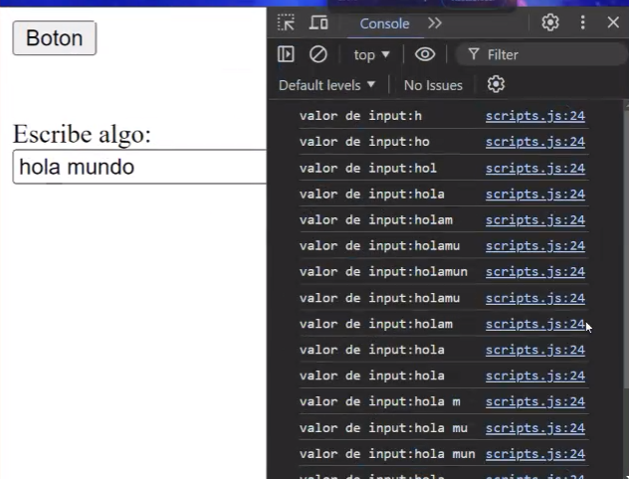 Boton
Escribe algo:
hola mundo
Console
top
Filter
Default levels
No Issues
valor de input:h scripts.js:24
valor de input:ho scripts.js:24
valor de input:hol scripts.js:24
valor de input:hola scripts.js:24
valor de input:holam scripts.js:24
valor de input:holamu scripts.js:24
valor de input:holamun scripts.js:24
valor de input:holamu scripts.js:24
valor de input:holam scripts.js:24
valor de input:hola scripts.js:24
valor de input:hola scripts.js:24
valor de input:hola m scripts.js:24
valor de input:hola mu scripts.js:24
valor de input:hola mun scripts.js:24